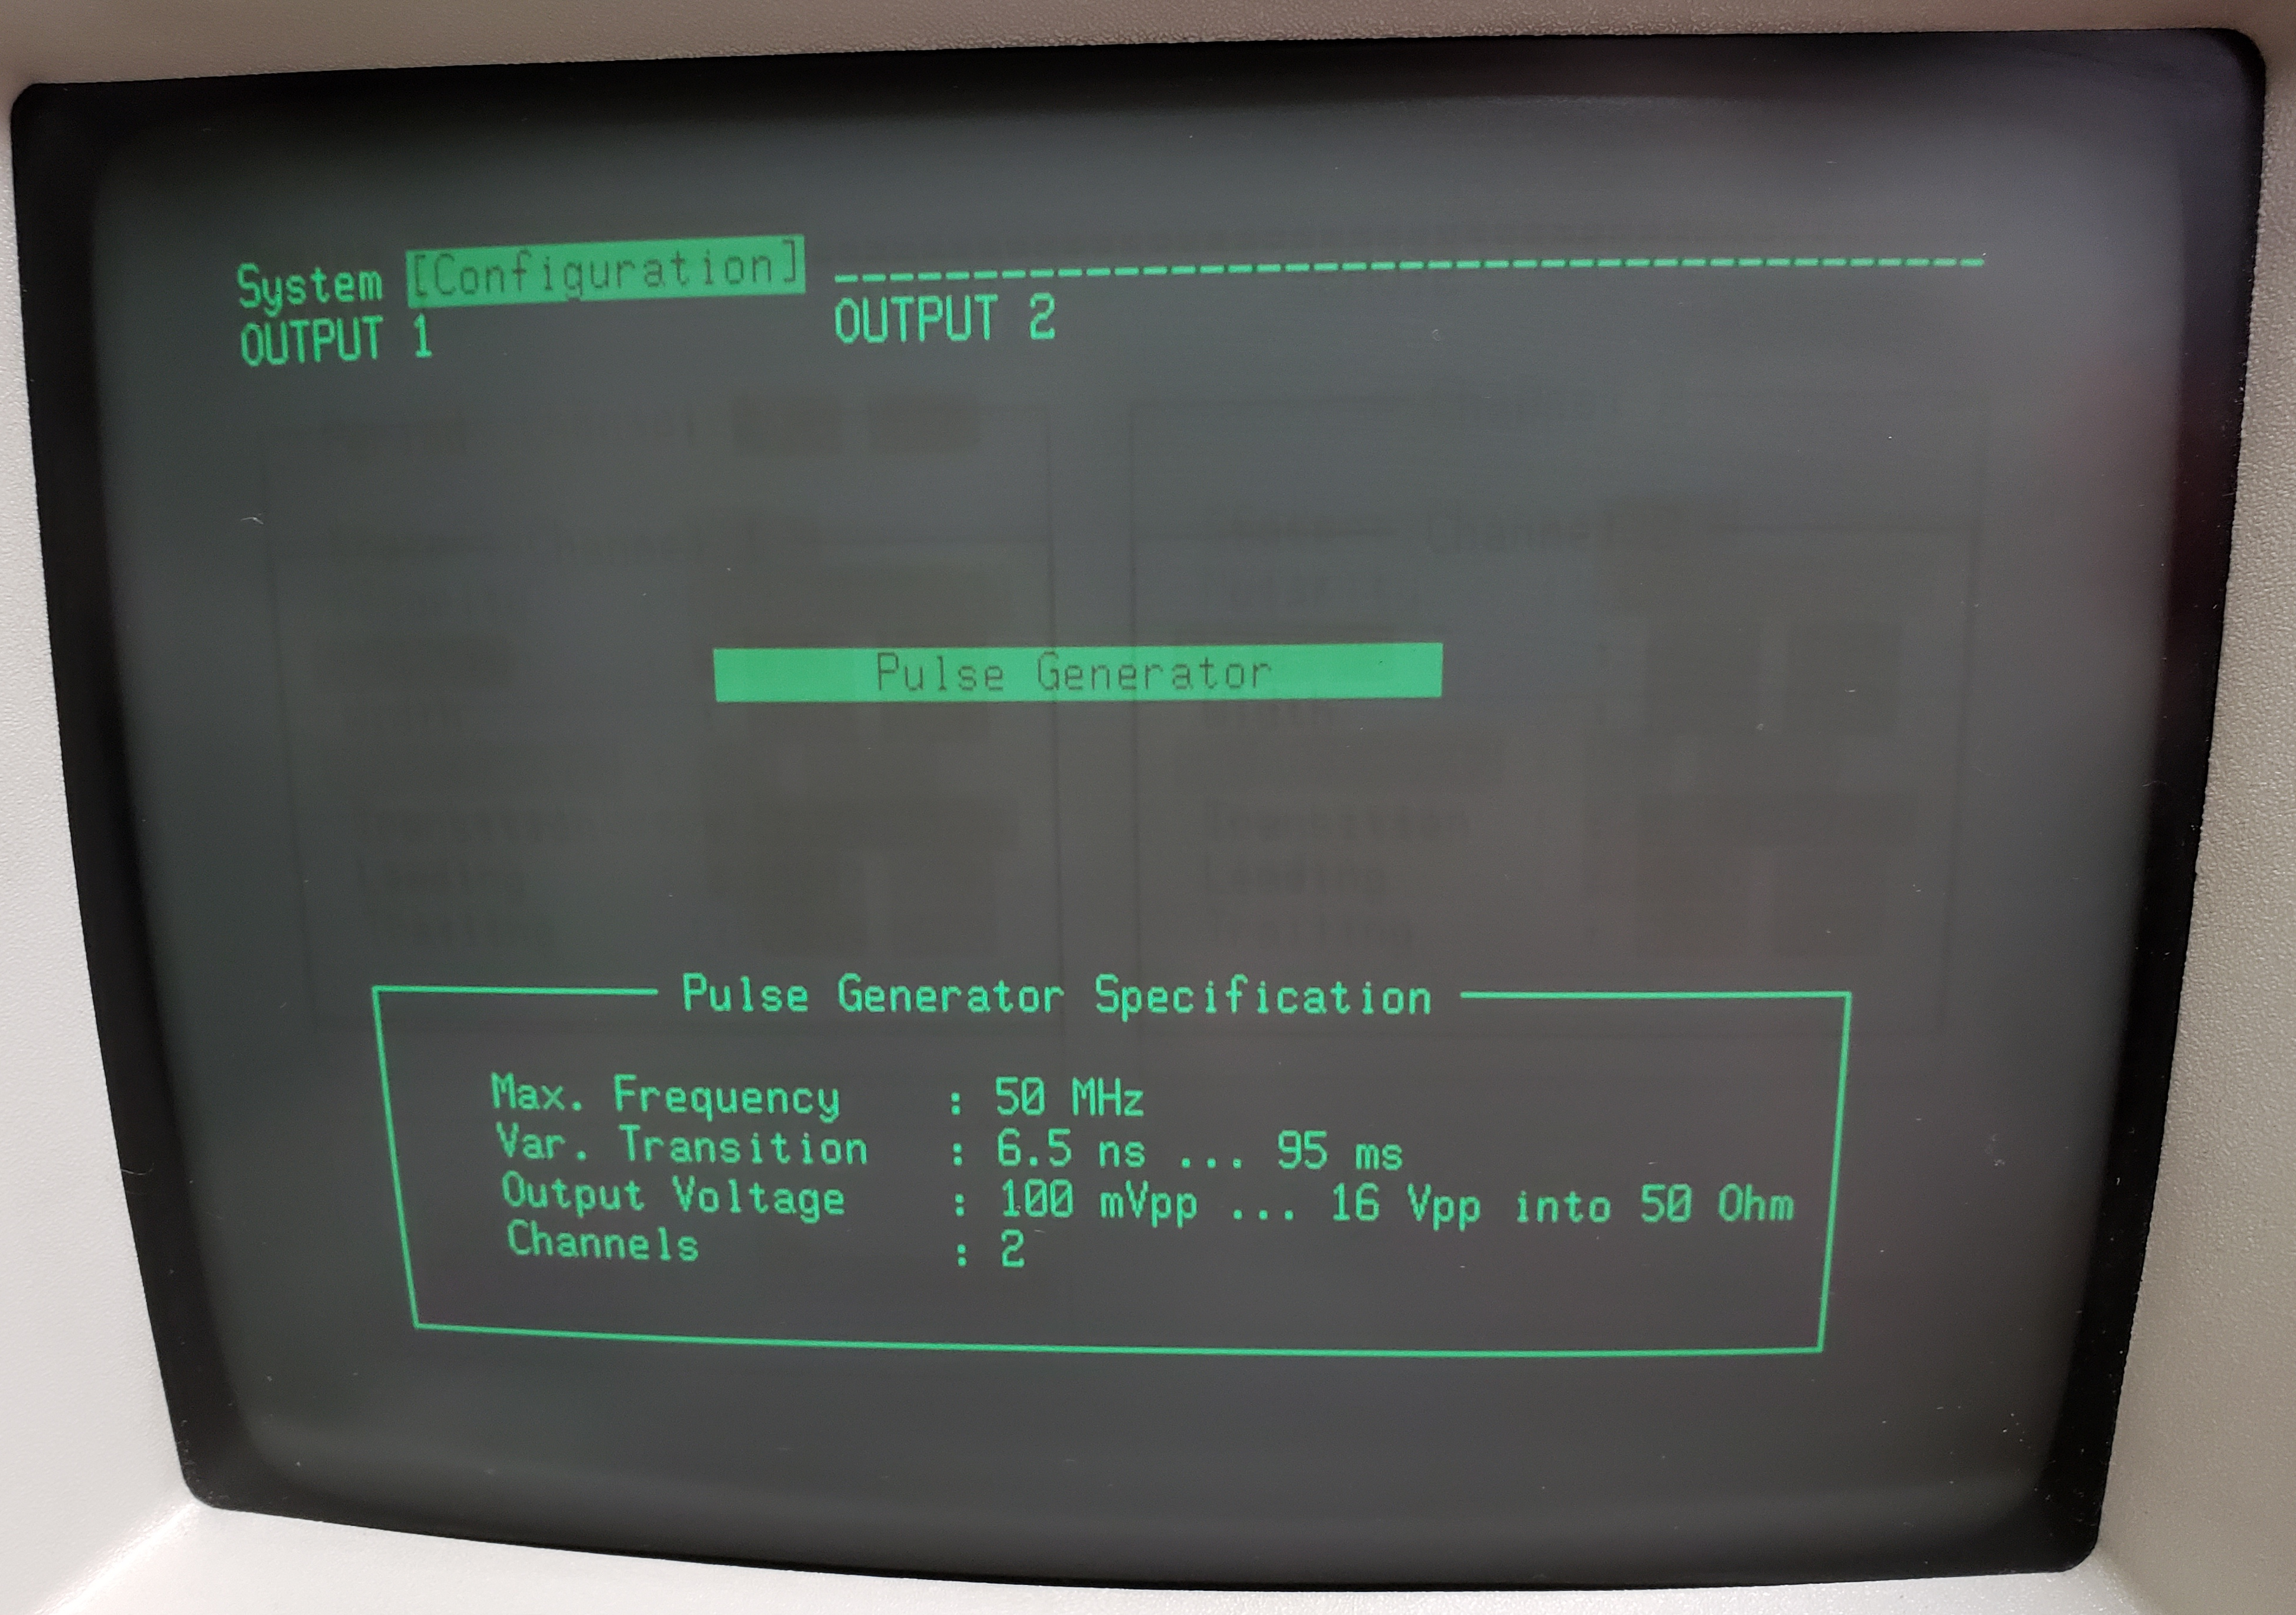 System [Configuration] -----------------------------------------
OUTPUT 1 OUTPUT 2
Pulse Generator
Pulse Generator Specification
Max. Frequency : 50 MHz
Var. Transition : 6.5 ns ... 95 ms
Output Voltage : 100 mVpp ... 16 Vpp into 50 Ohm
Channels : 2